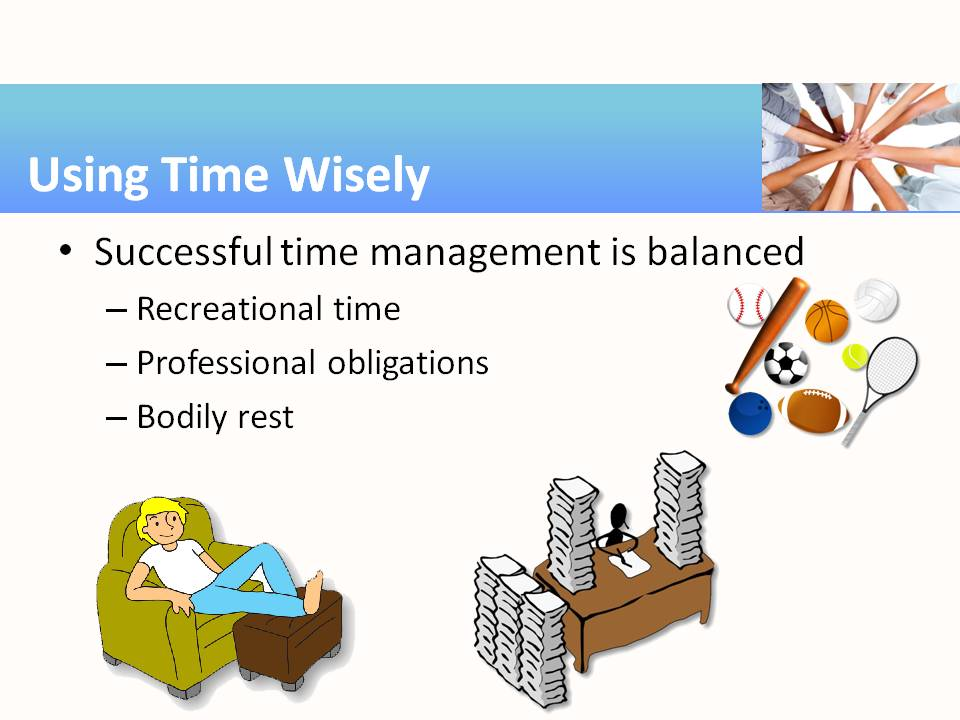 Using Time Wisely
• Successful time management is balanced
– Recreational time
– Professional obligations
– Bodily rest